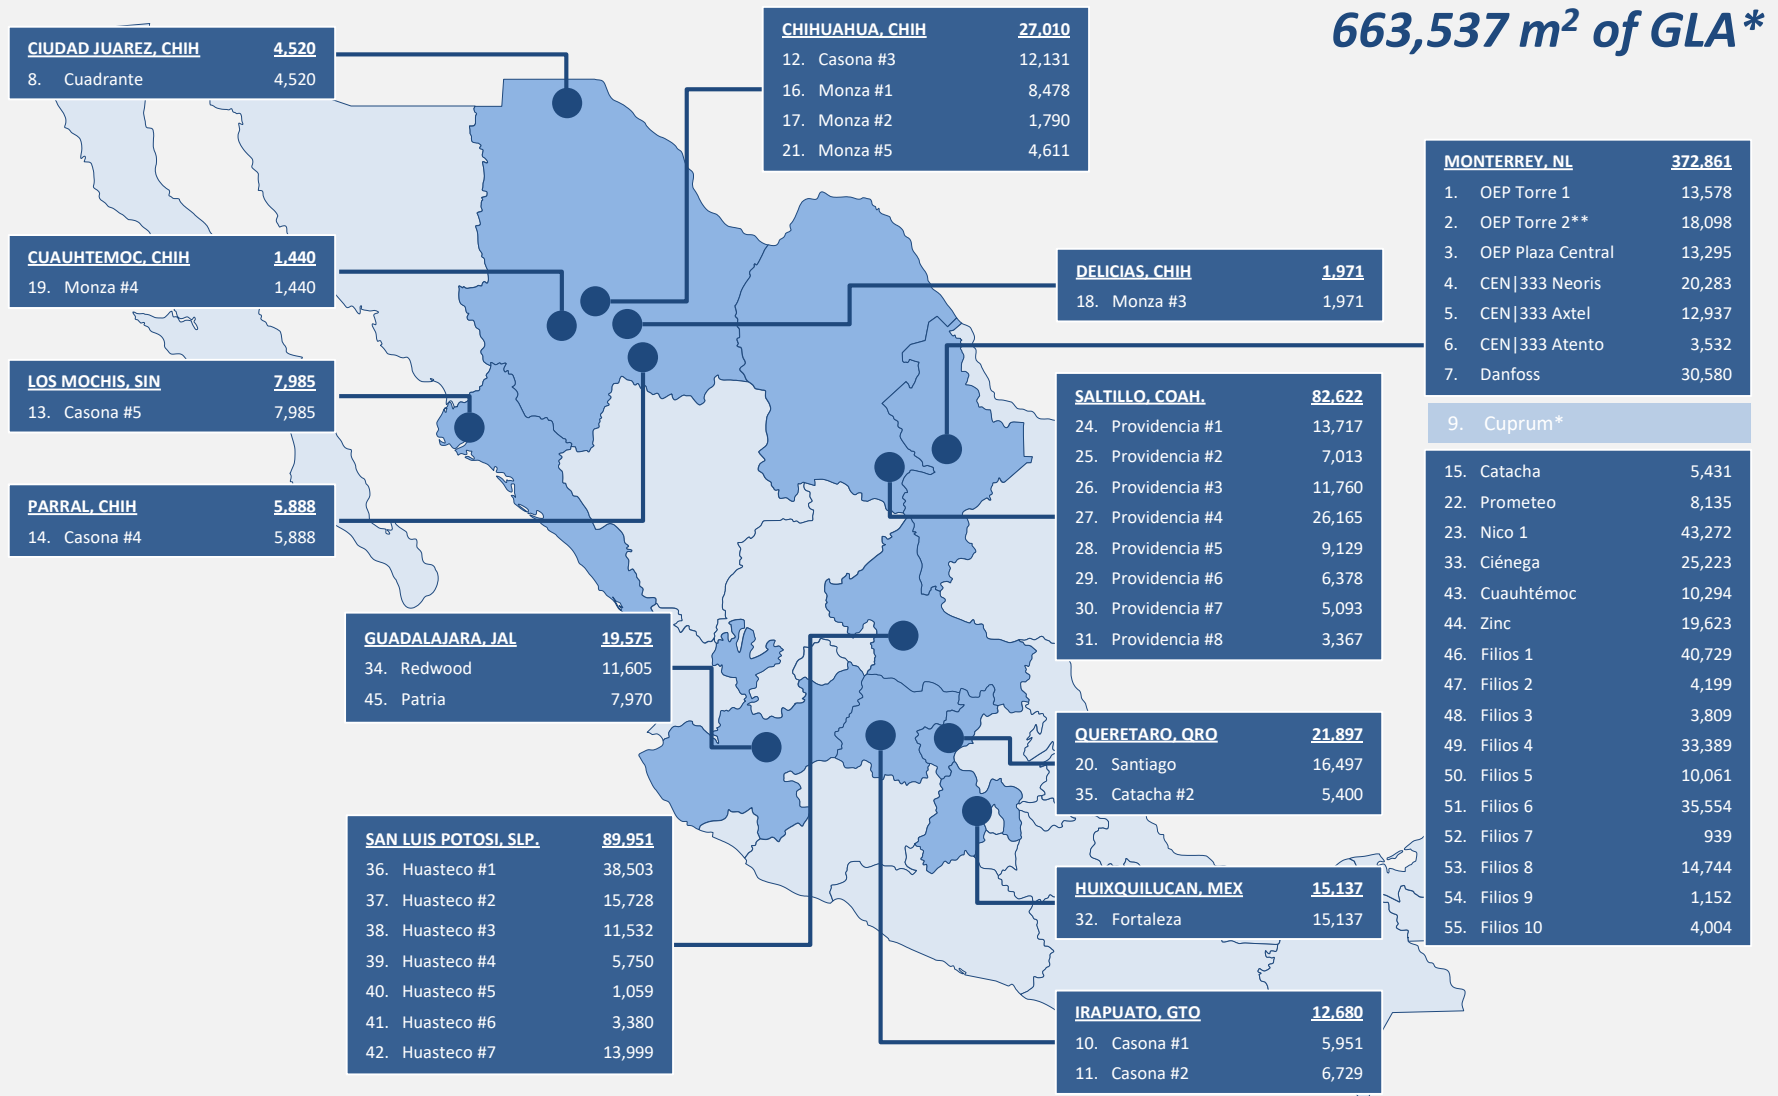 663,537 m² of GLA*
CIUDAD JUAREZ, CHIH 4,520
8. Cuadrante 4,520
CHIHUAHUA, CHIH 27,010
12. Casona #3 12,131
16. Monza #1 8,478
17. Monza #2 1,790
21. Monza #5 4,611
CUAUHTEMOC, CHIH 1,440
19. Monza #4 1,440
DELICIAS, CHIH 1,971
18. Monza #3 1,971
LOS MOCHIS, SIN 7,985
13. Casona #5 7,985
PARRAL, CHIH 5,888
14. Casona #4 5,888
MONTERREY, NL 372,861
1. OEP Torre 1 13,578
2. OEP Torre 2** 18,098
3. OEP Plaza Central 13,295
4. CEN|333 Neoris 20,283
5. CEN|333 Axtel 12,937
6. CEN|333 Atento 3,532
7. Danfoss 30,580
9. Cuprum*
15. Catacha 5,431
22. Prometeo 8,135
23. Nico 1 43,272
33. Ciénega 25,223
43. Cuauhtémoc 10,294
44. Zinc 19,623
46. Filios 1 40,729
47. Filios 2 4,199
48. Filios 3 3,809
49. Filios 4 33,389
50. Filios 5 10,061
51. Filios 6 35,554
52. Filios 7 939
53. Filios 8 14,744
54. Filios 9 1,152
55. Filios 10 4,004
SALTILLO, COAH. 82,622
24. Providencia #1 13,717
25. Providencia #2 7,013
26. Providencia #3 11,760
27. Providencia #4 26,165
28. Providencia #5 9,129
29. Providencia #6 6,378
30. Providencia #7 5,093
31. Providencia #8 3,367
GUADALAJARA, JAL 19,575
34. Redwood 11,605
45. Patria 7,970
QUERETARO, QRO 21,897
20. Santiago 16,497
35. Catacha #2 5,400
SAN LUIS POTOSI, SLP. 89,951
36. Huasteco #1 38,503
37. Huasteco #2 15,728
38. Huasteco #3 11,532
39. Huasteco #4 5,750
40. Huasteco #5 1,059
41. Huasteco #6 3,380
42. Huasteco #7 13,999
HUIXQUILUCAN, MEX 15,137
32. Fortaleza 15,137
IRAPUATO, GTO 12,680
10. Casona #1 5,951
11. Casona #2 6,729